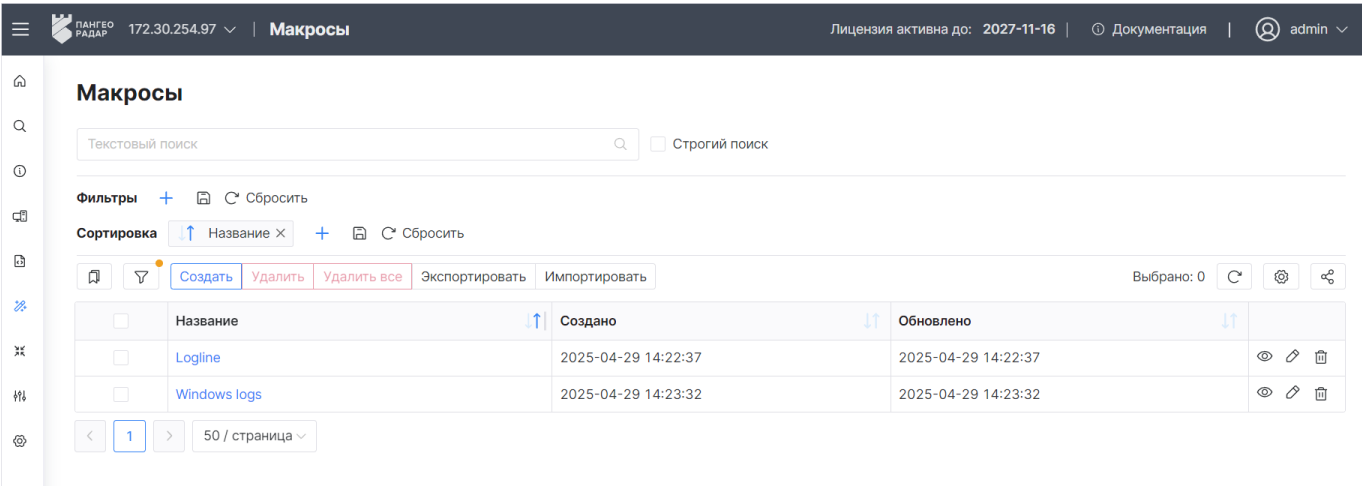 ПАНГЕО РАДАР 172.30.254.97 | Макросы Лицензия активна до: 2027-11-16 | Документация | admin
Макросы
Текстовый поиск Строгий поиск
Фильтры Сбросить
Сортировка Название Сбросить
Создать Удалить Удалить все Экспортировать Импортировать Выбрано: 0
Название Создано Обновлено
Logline 2025-04-29 14:22:37 2025-04-29 14:22:37
Windows logs 2025-04-29 14:23:32 2025-04-29 14:23:32
1 50 / страница